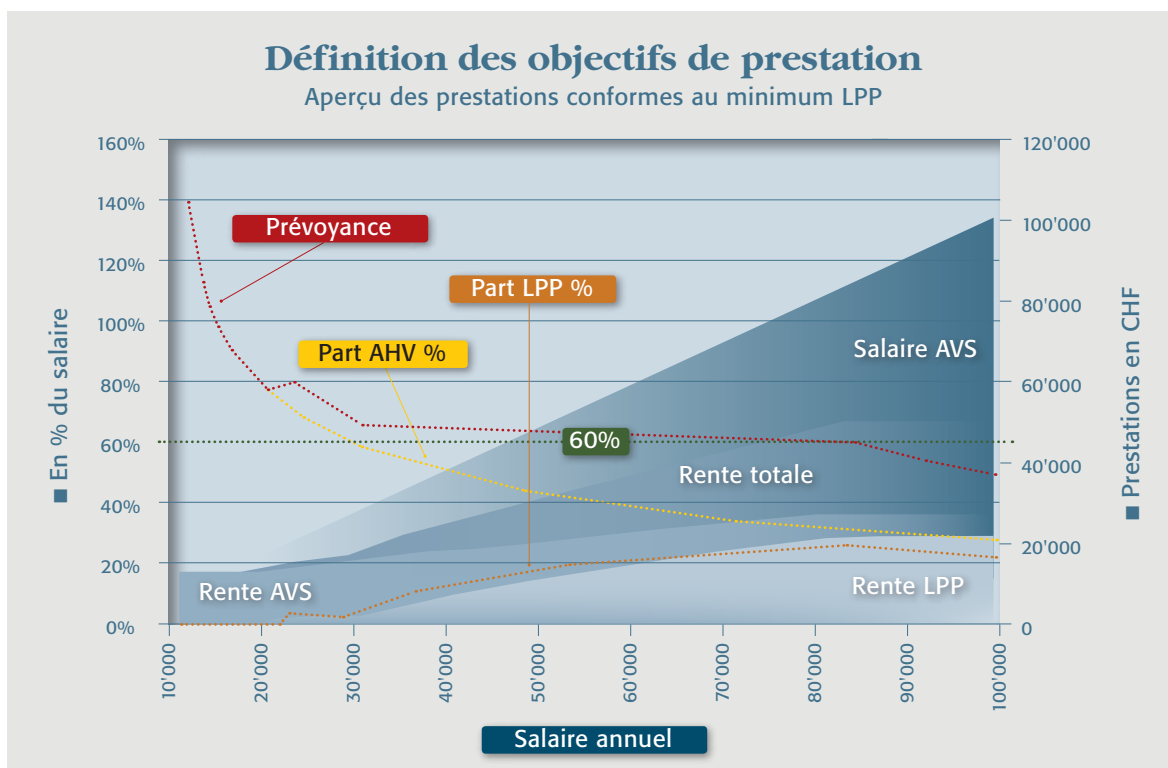 Définition des objectifs de prestation
Aperçu des prestations conformes au minimum LPP
160%
140%
120%
100%
80%
60%
40%
20%
0%
■ En % du salaire
120'000
100'000
80'000
60'000
40'000
20'000
0
■ Prestations en CHF
Prévoyance
Part LPP %
Part AHV %
Salaire AVS
60%
Rente totale
Rente AVS
Rente LPP
10'000
20'000
30'000
40'000
50'000
60'000
70'000
80'000
90'000
100'000
Salaire annuel